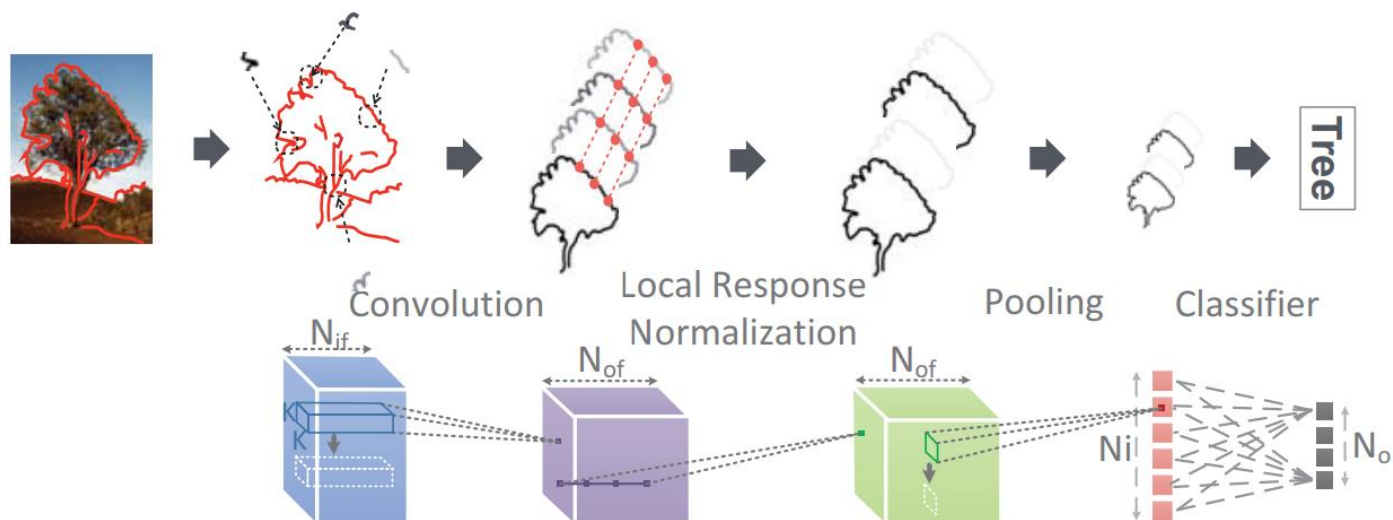 Tree
Convolution
Local Response
Normalization
Pooling
Classifier
Nif
Nof
Nof
K
K
Ni
No